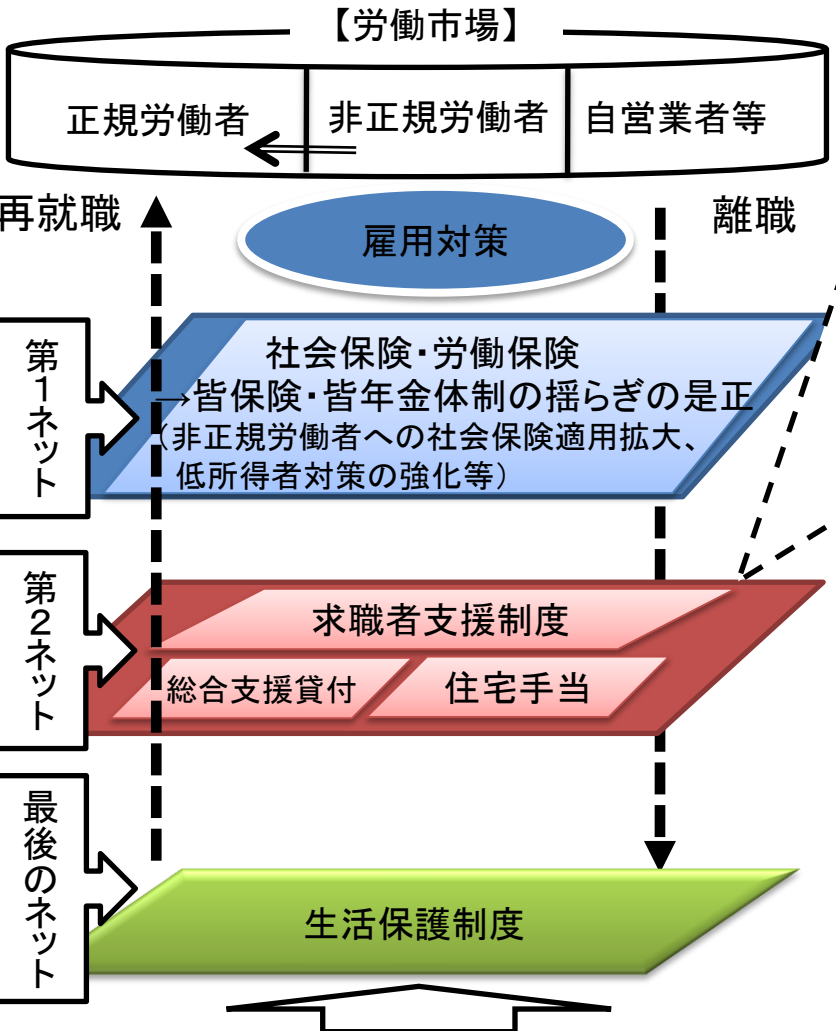 【労働市場】
正規労働者
非正規労働者
自営業者等
再就職
離職
雇用対策
第1ネット
社会保険・労働保険
→皆保険・皆年金体制の揺らぎの是正
(非正規労働者への社会保険適用拡大、
低所得者対策の強化等)
第2ネット
求職者支援制度
総合支援貸付
住宅手当
最後のネット
生活保護制度